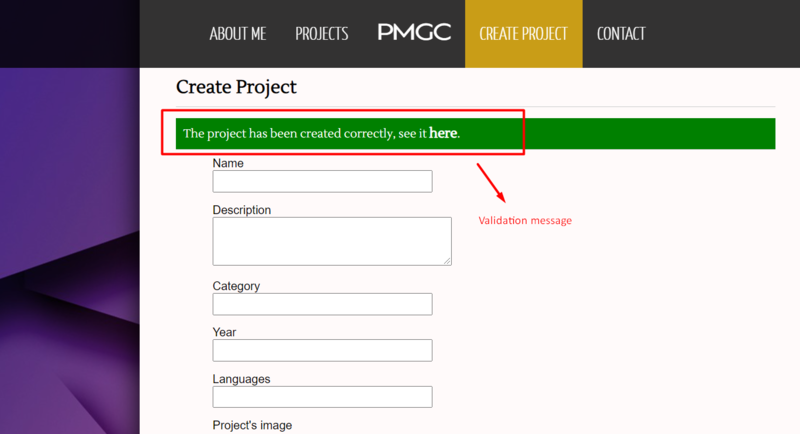 ABOUT ME PROJECTS PMGC CREATE PROJECT CONTACT
Create Project
The project has been created correctly, see it here.
Name
Validation message
Description
Category
Year
Languages
Project's image